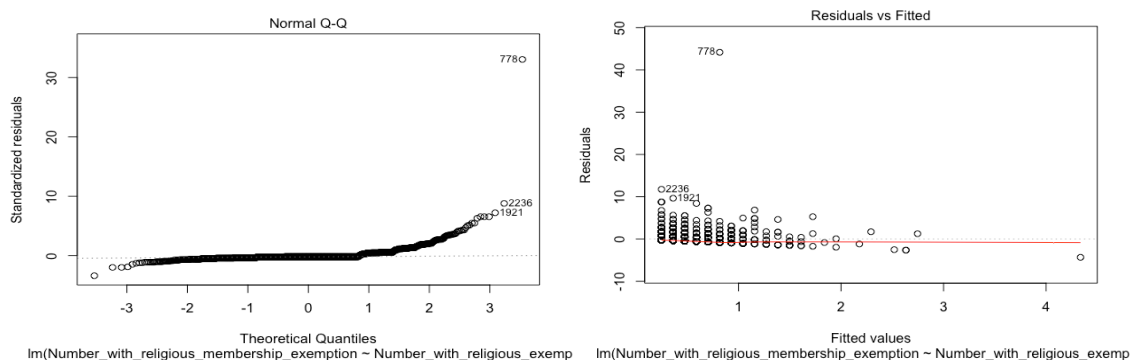 Normal Q-Q
Standardized residuals
30
20
10
0
778
2236
1921
-3 -2 -1 0 1 2 3
Theoretical Quantiles
lm(Number_with_religious_membership_exemption ~ Number_with_religious_exemp
Residuals vs Fitted
Residuals
50
40
30
20
10
0
-10
778
2236
1921
1 2 3 4
Fitted values
lm(Number_with_religious_membership_exemption ~ Number_with_religious_exemp